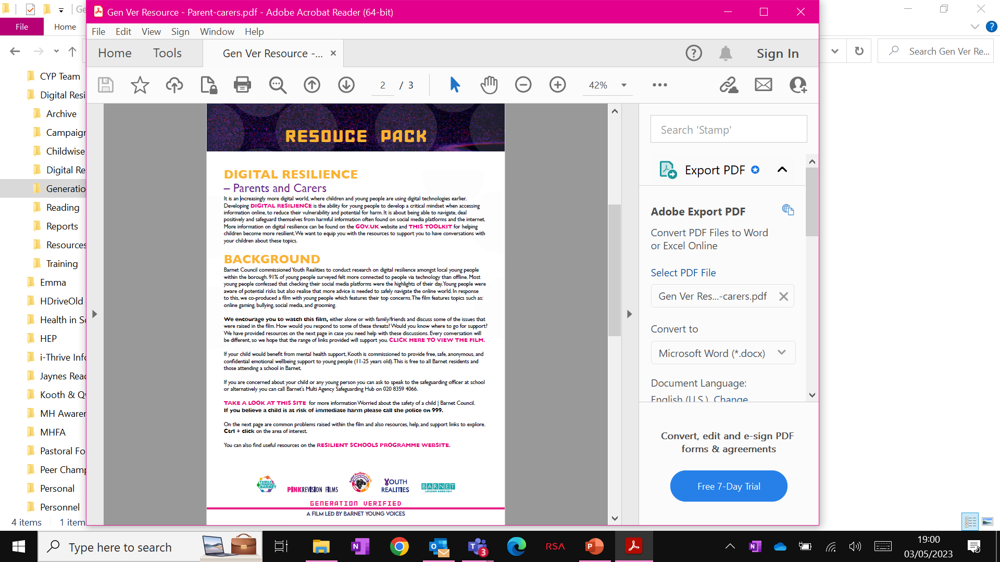 Ge
Gen Ver Resource - Parent-carers.pdf - Adobe Acrobat Reader (64-bit)
File
Home
File Edit View Sign Window Help
Home Tools Gen Ver Resource -... Sign In
Search Gen Ver Re...
2 / 3 42%
CYP Team
Digital Resi
Archive
Campaign
Childwise
Digital Re
Generatio
Reading
Reports
Resources
Training
Emma
HDriveOld
Health in Sc
HEP
i-Thrive Info
Jaynes Read
Kooth & Qw
MH Awaren
MHFA
Pastoral Fo
Peer Champ
Personal
Personnel
4 items 1 item
RESOUCE PACK
DIGITAL RESILIENCE
– Parents and Carers
It is an increasingly more digital world, where children and young people are using digital technologies earlier.
Developing DIGITAL RESILIENCE is the ability for young people to develop a critical mindset when accessing
information online, to reduce their vulnerability and potential for harm. It is about being able to navigate, deal
positively and safeguard themselves from harmful information often found on social media platforms and the internet.
More information on digital resilience can be found on the GOV.UK website and THIS TOOLKIT for helping
children become more resilient. We want to equip you with the resources to support you to have conversations with
your children about these topics.
BACKGROUND
Barnet Council commissioned Youth Realities to conduct research on digital resilience amongst local young people
within the borough. 91% of young people surveyed felt more connected to people via technology than offline. Most
young people confessed that checking their social media platforms were the highlights of their day. Young people were
aware of potential risks but also realise that more advice is needed to safely navigate the online world. In response
to this, we co-produced a film with young people which features their top concerns. The film features topics such as:
online gaming, bullying, social media, and grooming.
We encourage you to watch this film, either alone or with family/friends and discuss some of the issues that
were raised in the film. How would you respond to some of these threats? Would you know where to go for support?
We have provided resources on the next page in case you need help with these discussions. Every conversation will
be different, so we hope that the range of links provided will support you. CLICK HERE TO VIEW THE FILM.
If your child would benefit from mental health support, Kooth is commissioned to provide free, safe, anonymous, and
confidential emotional wellbeing support to young people (11-25 years old). This is free to all Barnet residents and
those attending a school in Barnet.
If you are concerned about your child or any young person you can ask to speak to the safeguarding officer at school
or alternatively you can call Barnet's Multi Agency Safeguarding Hub on 020 8359 4066.
TAKE A LOOK AT THIS SITE for more information Worried about the safety of a child | Barnet Council.
If you believe a child is at risk of immediate harm please call the police on 999.
On the next page are common problems raised within the film and also resources, help, and support links to explore.
Ctrl + click on the area of interest.
You can also find useful resources on the RESILIENT SCHOOLS PROGRAMME WEBSITE.
FAMILY FRIENDLY BARNET
PINKREVISION FILMS
YOUTH REALITIES
BARNET
LONDON BOROUGH
GENERATION VERIFIED
A FILM LED BY BARNET YOUNG VOICES
Search 'Stamp'
Export PDF
Adobe Export PDF
Convert PDF Files to Word
or Excel Online
Select PDF File
Gen Ver Res...-carers.pdf
Convert to
Microsoft Word (*.docx)
Document Language:
English (U.S.) Change
Convert, edit and e-sign PDF
forms & agreements
Free 7-Day Trial
Type here to search
RSA
3
19:00
03/05/2023